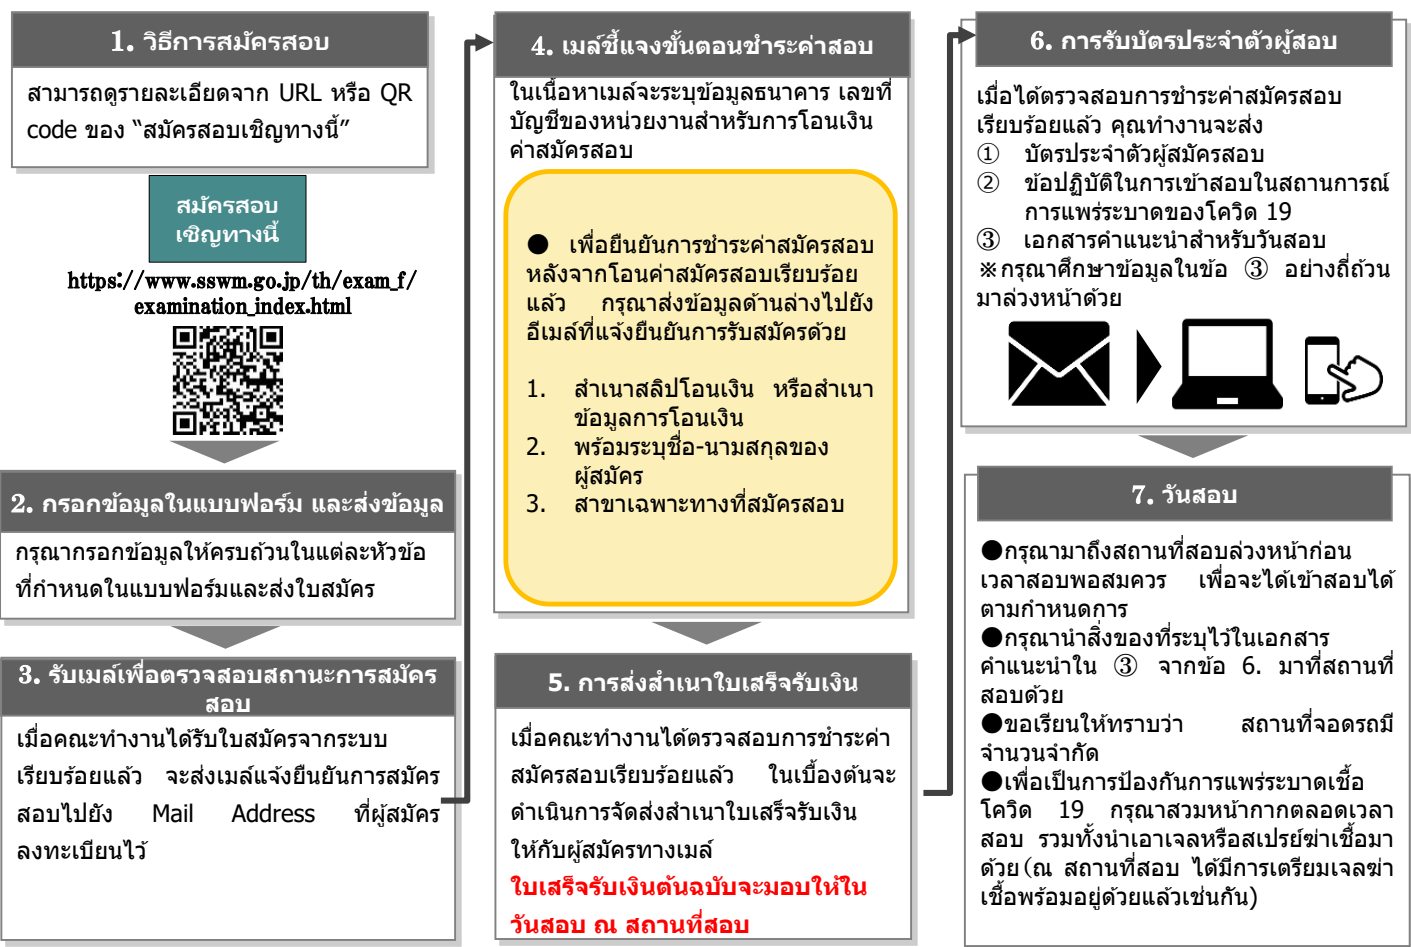 1. วิธีการสมัครสอบ
สามารถดูรายละเอียดจาก URL หรือ QR
code ของ “สมัครสอบเชิญทางนี้”
สมัครสอบ
เชิญทางนี้
https://www.sswm.go.jp/th/exam_f/
examination_index.html
2. กรอกข้อมูลในแบบฟอร์ม และส่งข้อมูล
กรุณากรอกข้อมูลให้ครบถ้วนในแต่ละหัวข้อ
ที่กำหนดในแบบฟอร์มและส่งใบสมัคร
3. รับเมล์เพื่อตรวจสอบสถานะการสมัคร
สอบ
เมื่อคณะทำงานได้รับใบสมัครจากระบบ
เรียบร้อยแล้ว จะส่งเมล์แจ้งยืนยันการสมัคร
สอบไปยัง Mail Address ที่ผู้สมัคร
ลงทะเบียนไว้
4. เมล์ชี้แจงขั้นตอนชำระค่าสอบ
ในเนื้อหาเมล์จะระบุข้อมูลธนาคาร เลขที่
บัญชีของหน่วยงานสำหรับการโอนเงิน
ค่าสมัครสอบ
● เพื่อยืนยันการชำระค่าสมัครสอบ
หลังจากโอนค่าสมัครสอบเรียบร้อย
แล้ว กรุณาส่งข้อมูลด้านล่างไปยัง
อีเมล์ที่แจ้งยืนยันการรับสมัครด้วย
1. สำเนาสลิปโอนเงิน หรือสำเนา
ข้อมูลการโอนเงิน
2. พร้อมระบุชื่อ-นามสกุลของ
ผู้สมัคร
3. สาขาเฉพาะทางที่สมัครสอบ
5. การส่งสำเนาใบเสร็จรับเงิน
เมื่อคณะทำงานได้ตรวจสอบการชำระค่า
สมัครสอบเรียบร้อยแล้ว ในเบื้องต้นจะ
ดำเนินการจัดส่งสำเนาใบเสร็จรับเงิน
ให้กับผู้สมัครทางเมล์
ใบเสร็จรับเงินต้นฉบับจะมอบให้ใน
วันสอบ ณ สถานที่สอบ
6. การรับบัตรประจำตัวผู้สอบ
เมื่อได้ตรวจสอบการชำระค่าสมัครสอบ
เรียบร้อยแล้ว คุณทำงานจะส่ง
① บัตรประจำตัวผู้สมัครสอบ
② ข้อปฏิบัติในการเข้าสอบในสถานการณ์
การแพร่ระบาดของโควิด 19
③ เอกสารคำแนะนำสำหรับวันสอบ
※กรุณาศึกษาข้อมูลในข้อ ③ อย่างถี่ถ้วน
มาล่วงหน้าด้วย
7. วันสอบ
●กรุณามาถึงสถานที่สอบล่วงหน้าก่อน
เวลาสอบพอสมควร เพื่อจะได้เข้าสอบได้
ตามกำหนดการ
●กรุณานำสิ่งของที่ระบุไว้ในเอกสาร
คำแนะนำใน ③ จากข้อ 6. มาที่สถานที่
สอบด้วย
●ขอเรียนให้ทราบว่า สถานที่จอดรถมี
จำนวนจำกัด
●เพื่อเป็นการป้องกันการแพร่ระบาดเชื้อ
โควิด 19 กรุณาสวมหน้ากากตลอดเวลา
สอบ รวมทั้งนำเอาเจลหรือสเปรย์ฆ่าเชื้อมา
ด้วย(ณ สถานที่สอบ ได้มีการเตรียมเจลฆ่า
เชื้อพร้อมอยู่ด้วยแล้วเช่นกัน)